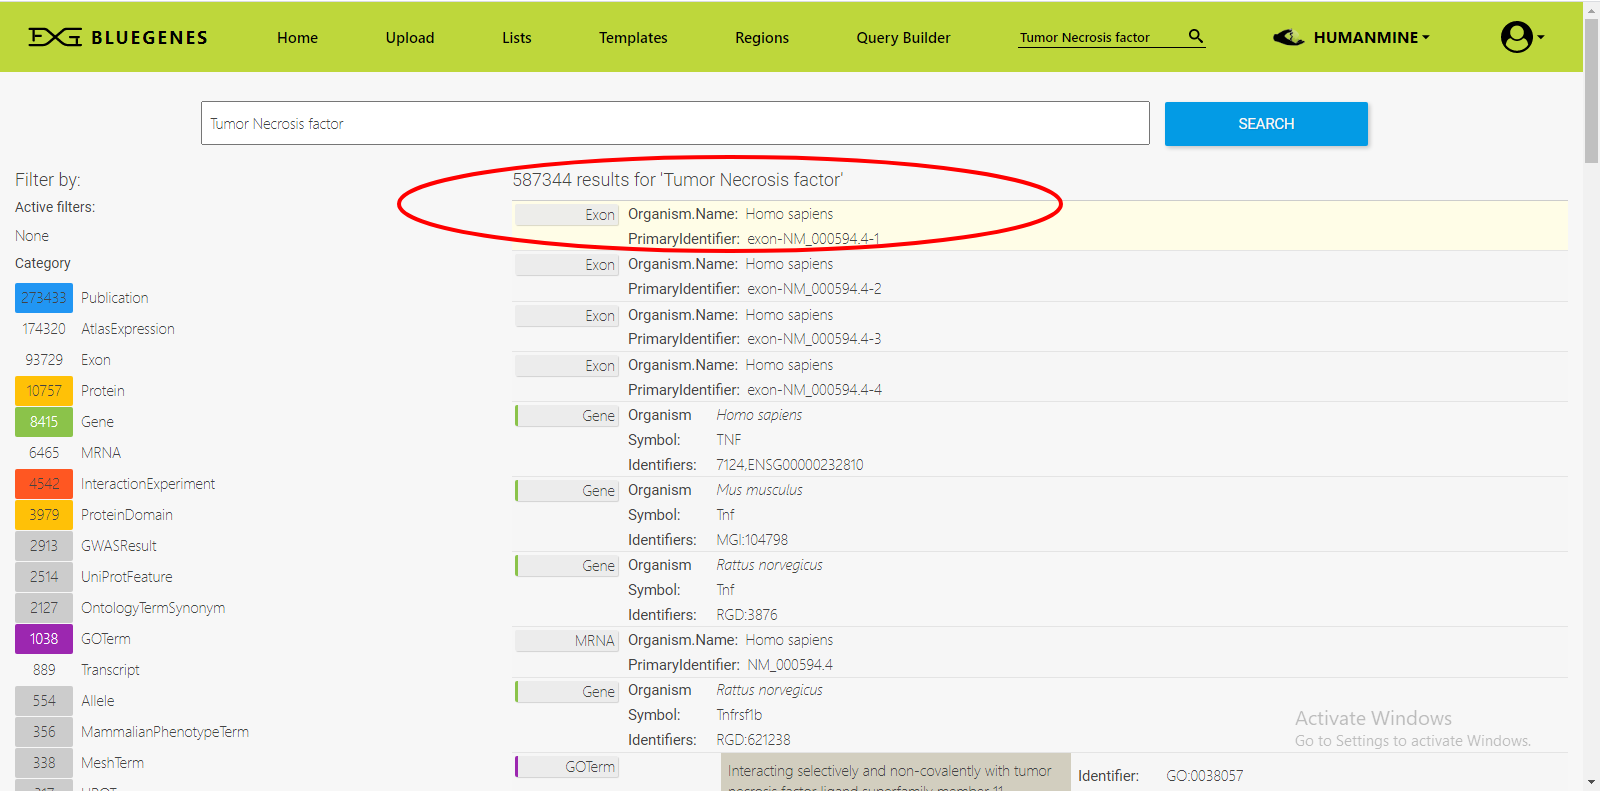 BLUEGENES Home Upload Lists Templates Regions Query Builder Tumor Necrosis factor HUMANMINE
Tumor Necrosis factor SEARCH
Filter by:
Active filters:
None
Category
273433 Publication
174320 AtlasExpression
93729 Exon
10757 Protein
8415 Gene
6465 MRNA
4542 InteractionExperiment
3979 ProteinDomain
2913 GWASResult
2514 UniProtFeature
2127 OntologyTermSynonym
1038 GOTerm
889 Transcript
554 Allele
356 MammalianPhenotypeTerm
338 MeshTerm
587344 results for 'Tumor Necrosis factor'
Exon Organism.Name: Homo sapiens
PrimaryIdentifier: exon-NM_000594.4-1
Exon Organism.Name: Homo sapiens
PrimaryIdentifier: exon-NM_000594.4-2
Exon Organism.Name: Homo sapiens
PrimaryIdentifier: exon-NM_000594.4-3
Exon Organism.Name: Homo sapiens
PrimaryIdentifier: exon-NM_000594.4-4
Gene Organism Homo sapiens
Symbol: TNF
Identifiers: 7124,ENSG00000232810
Gene Organism Mus musculus
Symbol: Tnf
Identifiers: MGI:104798
Gene Organism Rattus norvegicus
Symbol: Tnf
Identifiers: RGD:3876
MRNA Organism.Name: Homo sapiens
PrimaryIdentifier: NM_000594.4
Gene Organism Rattus norvegicus
Symbol: Tnfrsf1b
Identifiers: RGD:621238
GOTerm Interacting selectively and non-covalently with tumor Identifier: GO:0038057
necrosis factor ligand superfamily member 11
Activate Windows
Go to Settings to activate Windows.